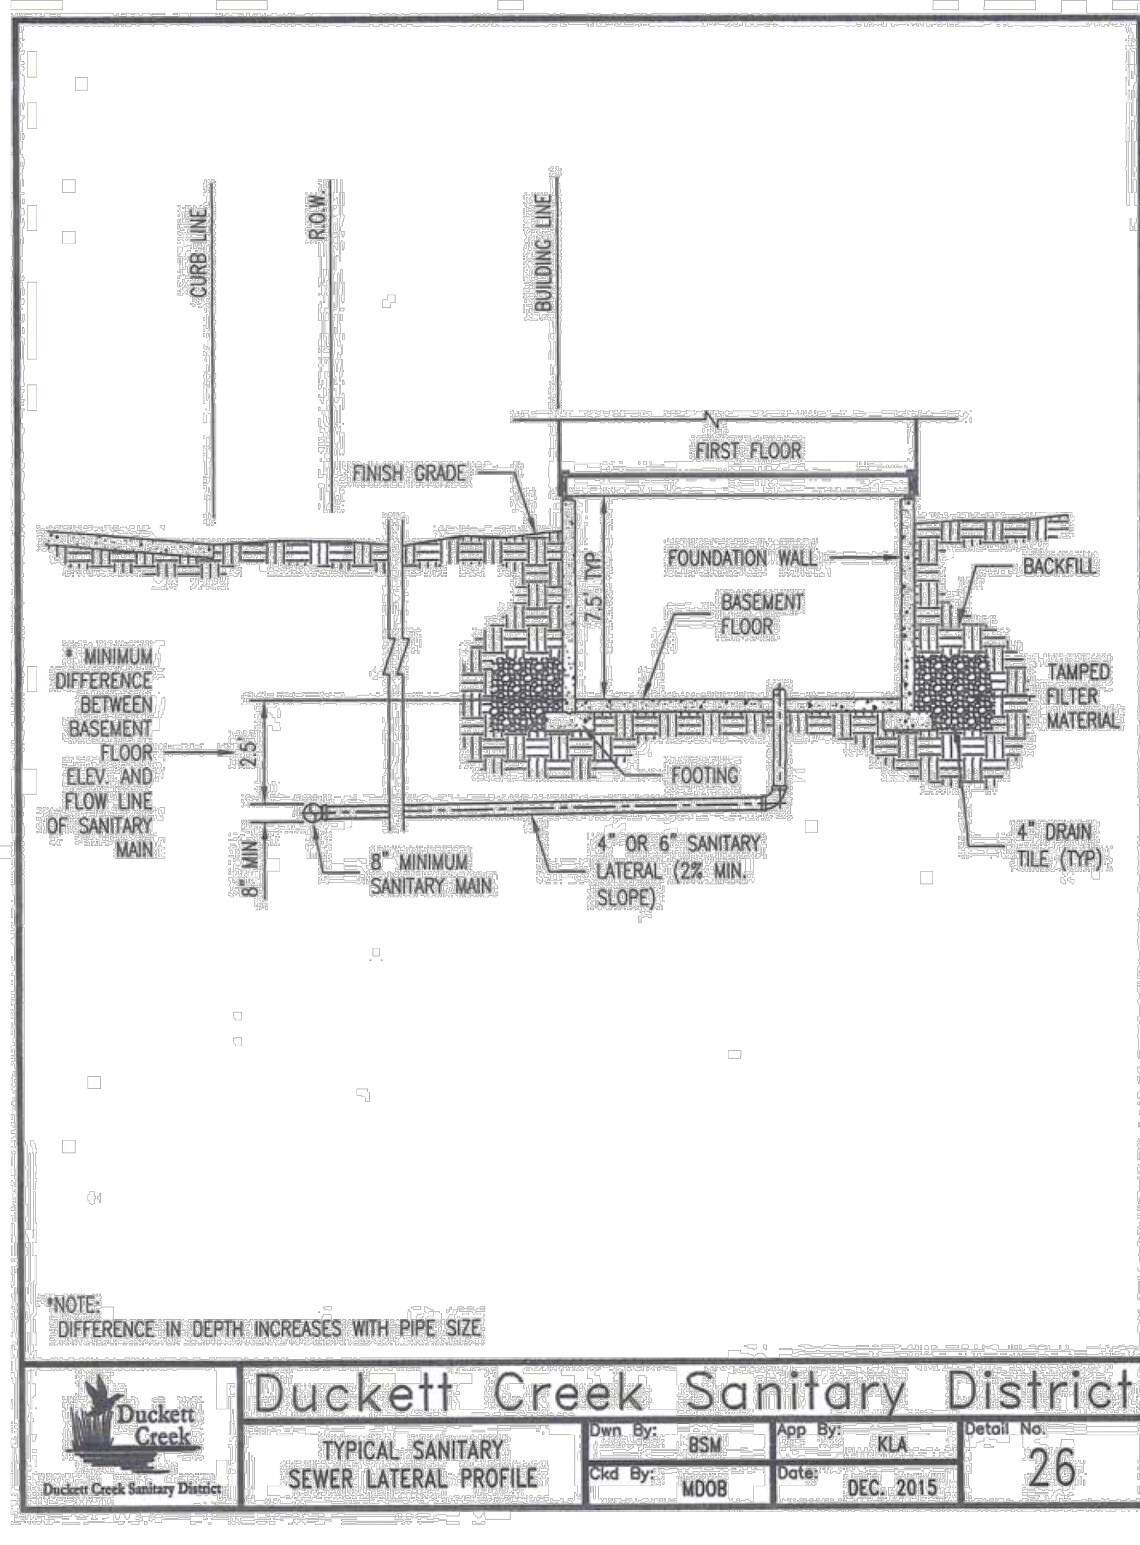 CURB LINE
R.O.W.
BUILDING LINE
FIRST FLOOR
FINISH GRADE
FOUNDATION WALL
7.5' TYP
BACKFILL
BASEMENT
FLOOR
* MINIMUM
DIFFERENCE
BETWEEN
BASEMENT
FLOOR
ELEV. AND
FLOW LINE
OF SANITARY
MAIN
2.5'
TAMPED
FILTER
MATERIAL
FOOTING
8" MIN
8" MINIMUM
SANITARY MAIN
4" OR 6" SANITARY
LATERAL (2% MIN.
SLOPE)
4" DRAIN
TILE (TYP)
*NOTE:
DIFFERENCE IN DEPTH INCREASES WITH PIPE SIZE
Duckett
Creek
Duckett Creek Sanitary District
Duckett Creek Sanitary District
TYPICAL SANITARY
SEWER LATERAL PROFILE
Dwn By: BSM
Ckd By: MDOB
App By: KLA
Date: DEC. 2015
Detail No.
26